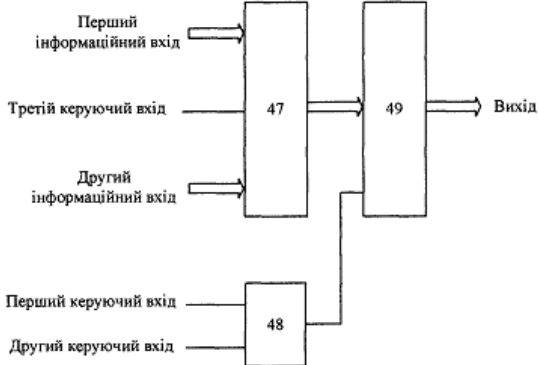 Перший
інформаційний вхід
Третій керуючий вхід
47
49
Вихід
Другий
інформаційний вхід
Перший керуючий вхід
48
Другий керуючий вхід